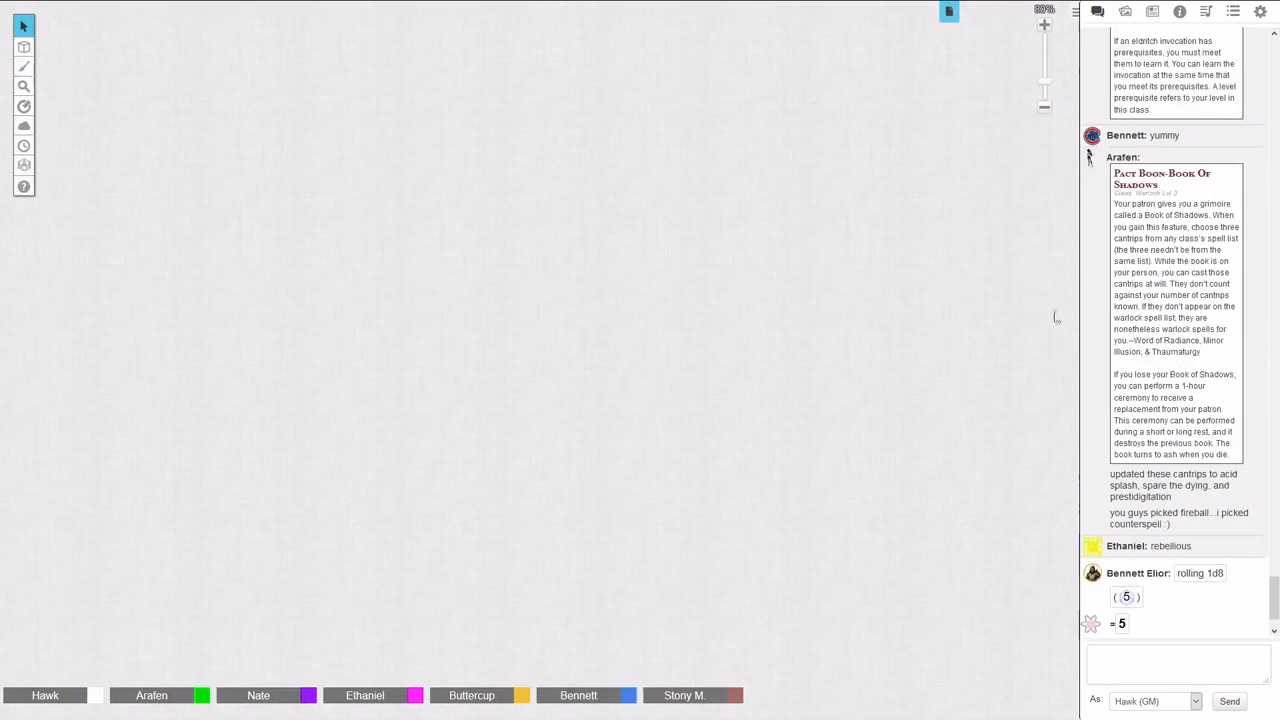 80%
If an eldritch invocation has
prerequisites, you must meet
them to learn it. You can learn the
invocation at the same time that
you meet its prerequisites. A level
prerequisite refers to your level in
this class.
Bennett: yummy
Arafen:
Pact Boon-Book Of
Shadows
Class Warlock Lvl 3
Your patron gives you a grimoire
called a Book of Shadows. When
you gain this feature, choose three
cantrips from any class's spell list
(the three needn't be from the
same list). While the book is on
your person, you can cast those
cantrips at will. They don't count
against your number of cantrips
known. If they don't appear on the
warlock spell list, they are
nonetheless warlock spells for
you.--Word of Radiance, Minor
Illusion, & Thaumaturgy
If you lose your Book of Shadows,
you can perform a 1-hour
ceremony to receive a
replacement from your patron.
This ceremony can be performed
during a short or long rest, and it
destroys the previous book. The
book turns to ash when you die.
updated these cantrips to acid
splash, spare the dying, and
prestidigitation
you guys picked fireball...i picked
counterspell :)
Ethaniel: rebellious
Bennett Elior: rolling 1d8
( 5 )
= 5
As: Hawk (GM) Send
Hawk Arafen Nate Ethaniel Buttercup Bennett Stony M.